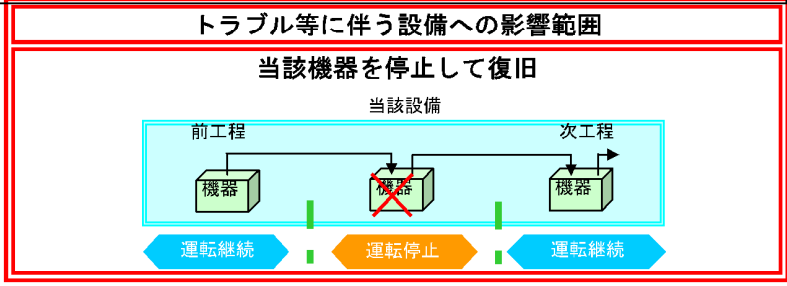 トラブル等に伴う設備への影響範囲
当該機器を停止して復旧
当該設備
前工程
次工程
機器
機器
機器
運転継続
運転停止
運転継続